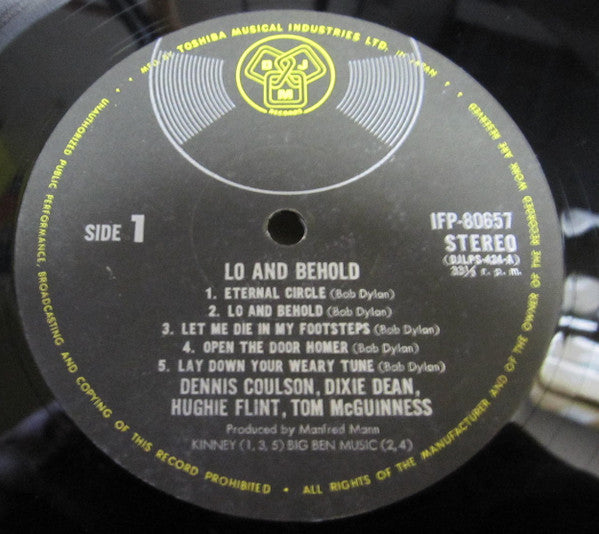 MFD BY TOSHIBA MUSICAL INDUSTRIES LTD. IN JAPAN
DJM
RECORDS
SIDE 1
IFP-80657
STEREO
(DJLPS-424-A)
33⅓ r. p. m.
LO AND BEHOLD
1. ETERNAL CIRCLE (Bob Dylan)
2. LO AND BEHOLD (Bob Dylan)
3. LET ME DIE IN MY FOOTSTEPS (Bob Dylan)
4. OPEN THE DOOR HOMER (Bob Dylan)
5. LAY DOWN YOUR WEARY TUNE (Bob Dylan)
DENNIS COULSON, DIXIE DEAN,
HUGHIE FLINT, TOM McGUINNESS
Produced by Manfred Mann
KINNEY (1, 3, 5) BIG BEN MUSIC (2, 4)
UNAUTHORIZED PUBLIC PERFORMANCE BROADCASTING AND COPYING OF THIS RECORD PROHIBITED • ALL RIGHTS OF THE MANUFACTURER AND OF THE OWNER OF THE RECORDED WORK ARE RESERVED